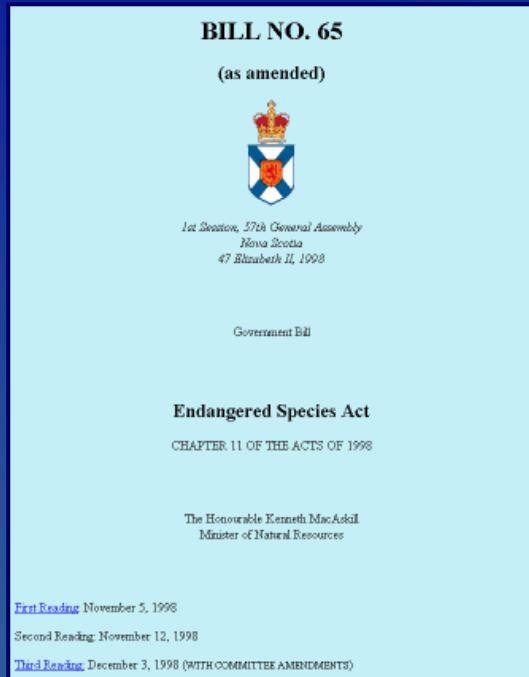 BILL NO. 65
(as amended)
1st Session, 57th General Assembly
Nova Scotia
47 Elizabeth II, 1998
Government Bill
Endangered Species Act
CHAPTER 11 OF THE ACTS OF 1998
The Honourable Kenneth MacAskill
Minister of Natural Resources
First Reading: November 5, 1998
Second Reading: November 12, 1998
Third Reading: December 3, 1998 (WITH COMMITTEE AMENDMENTS)